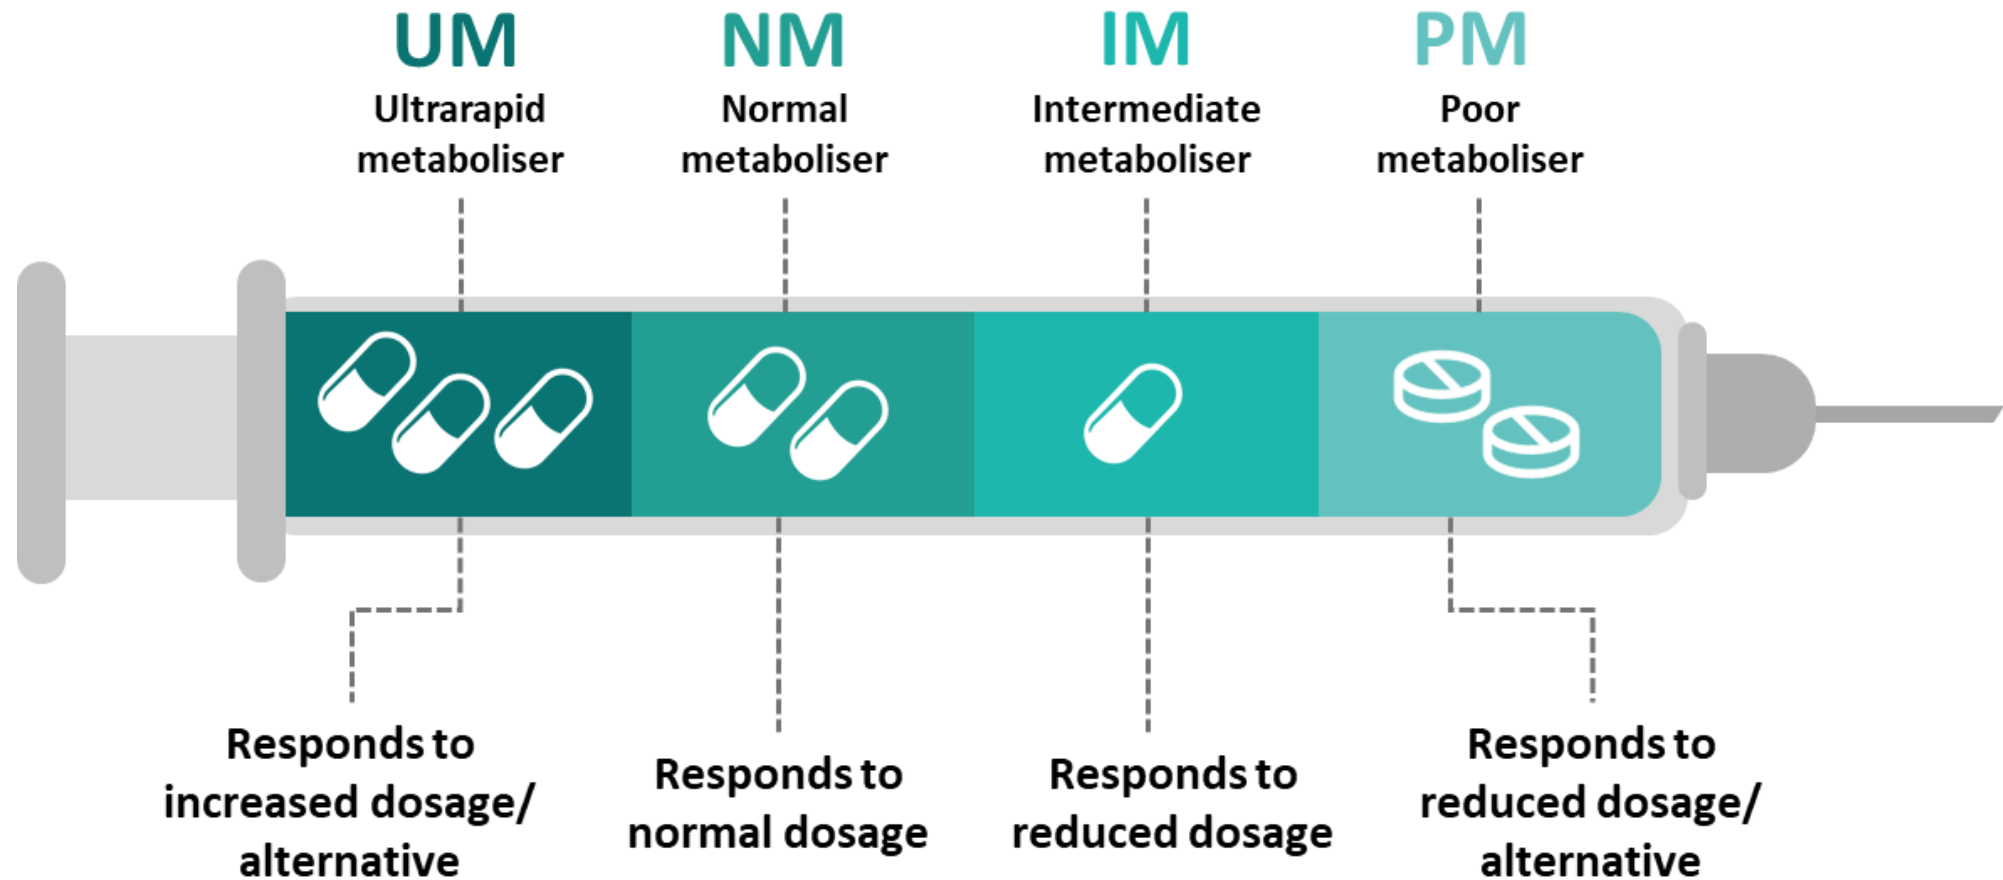 UM
Ultrarapid
metaboliser
NM
Normal
metaboliser
IM
Intermediate
metaboliser
PM
Poor
metaboliser
Responds to
increased dosage/
alternative
Responds to
normal dosage
Responds to
reduced dosage
Responds to
reduced dosage/
alternative